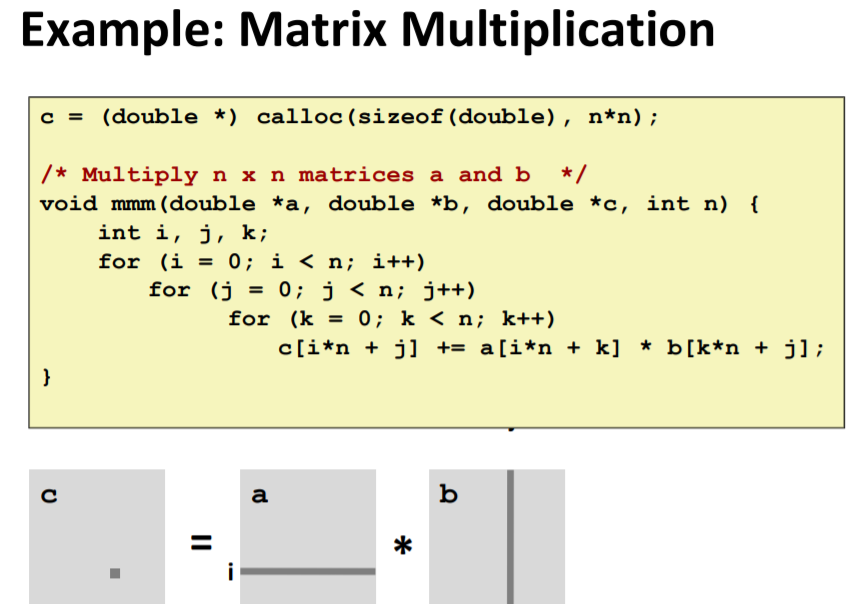 Example: Matrix Multiplication
c = (double *) calloc(sizeof(double), n*n);
/* Multiply n x n matrices a and b  */
void mmm(double *a, double *b, double *c, int n) {
    int i, j, k;
    for (i = 0; i < n; i++)
        for (j = 0; j < n; j++)
            for (k = 0; k < n; k++)
                c[i*n + j] += a[i*n + k] * b[k*n + j];
}
c = a * b
i